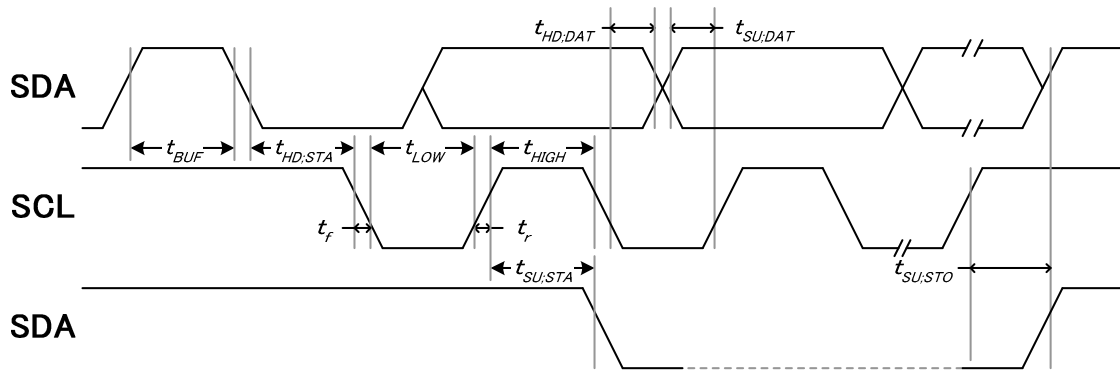 t_HD;DAT t_SU;DAT
SDA
t_BUF t_HD;STA t_LOW t_HIGH
SCL
t_f t_r
t_SU;STA t_SU;STO
SDA